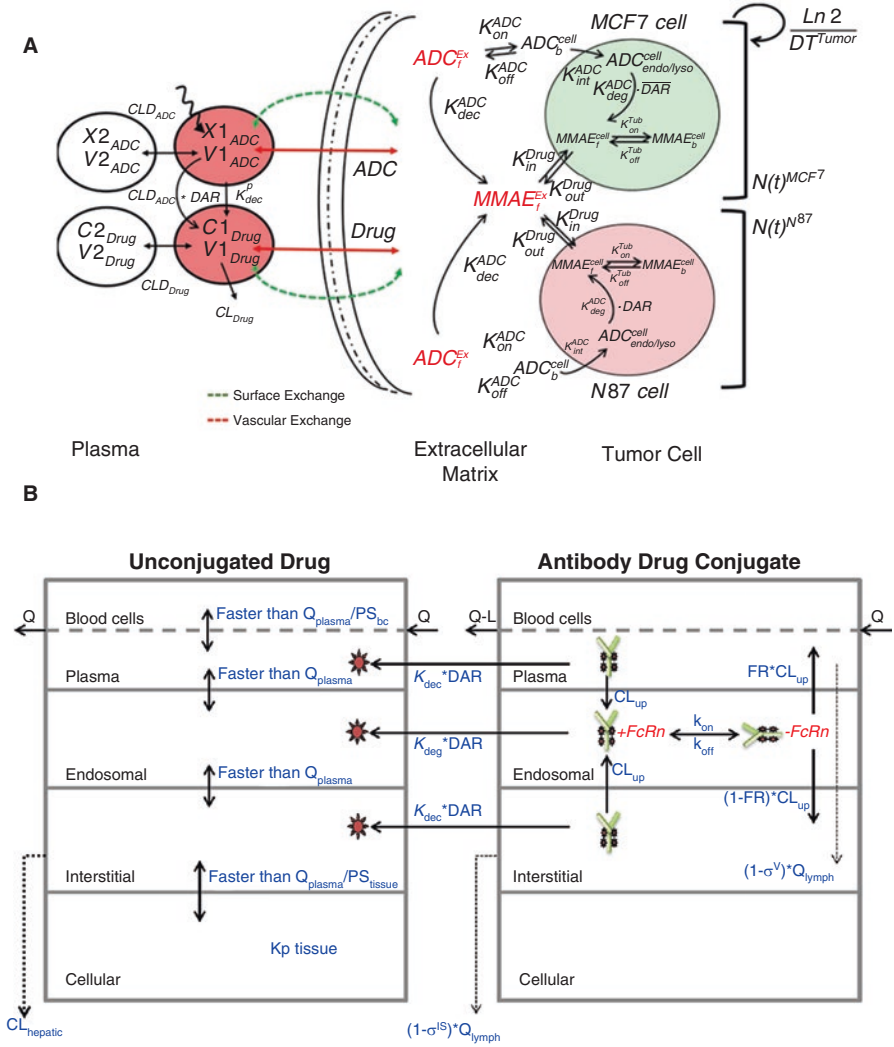 A
X2_ADC
V2_ADC
CLD_ADC
X1_ADC
V1_ADC
CLD_ADC * DAR
K^P_dec
C2_Drug
V2_Drug
C1_Drug
V1_Drug
CLD_Drug
CL_Drug
ADC
Drug
Surface Exchange
Vascular Exchange
ADC^Ex_f
K^ADC_on
K^ADC_off
ADC^cell_b
K^ADC_dec
MCF7 cell
K^ADC_int
ADC^cell_endo/lyso
K^ADC_deg · DAR
MMAE^cell_f
K^Tub_on
K^Tub_off
MMAE^cell_b
K^Drug_in
K^Drug_out
MMAE^Ex_f
K^Drug_in
K^Drug_out
K^ADC_dec
K^Tub_on
MMAE^cell_f
K^Tub_off
MMAE^cell_b
K^ADC_deg · DAR
ADC^cell_endo/lyso
K^ADC_int
ADC^Ex_f
K^ADC_on
K^ADC_off
ADC^cell_b
N87 cell
Ln 2
DT^Tumor
N(t)^MCF7
N(t)^N87
Plasma
Extracellular
Matrix
Tumor Cell
B
Unconjugated Drug
Q
Blood cells
Faster than Q_plasma/PS_bc
Q
Plasma
Faster than Q_plasma
Endosomal
Faster than Q_plasma
Interstitial
Faster than Q_plasma/PS_tissue
Kp tissue
Cellular
CL_hepatic
K_dec*DAR
K_deg*DAR
K_dec*DAR
Antibody Drug Conjugate
Q-L
Blood cells
Q
Plasma
CL_up
FR*CL_up
+FcRn
k_on
k_off
-FcRn
Endosomal
CL_up
(1-FR)*CL_up
Interstitial
(1-σ^V)*Q_lymph
Cellular
(1-σ^IS)*Q_lymph